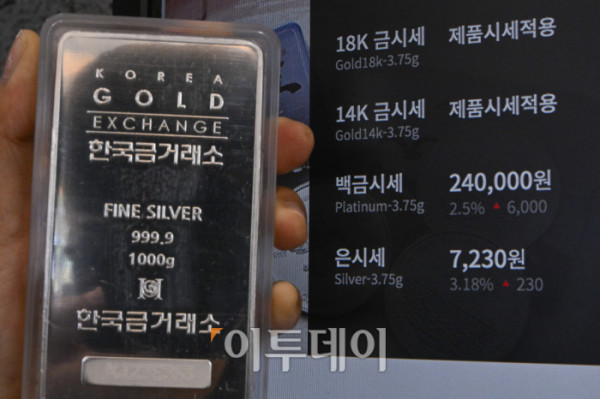 KOREA
GOLD
EXCHANGE
한국금거래소
FINE SILVER
999.9
1000g
한국금거래소
18K 금시세 제품시세적용
Gold18k-3.75g
14K 금시세 제품시세적용
Gold14k-3.75g
백금시세 240,000원
Platinum-3.75g 2.5% ▲ 6,000
은시세 7,230원
Silver-3.75g 3.18% ▲ 230
이투데이